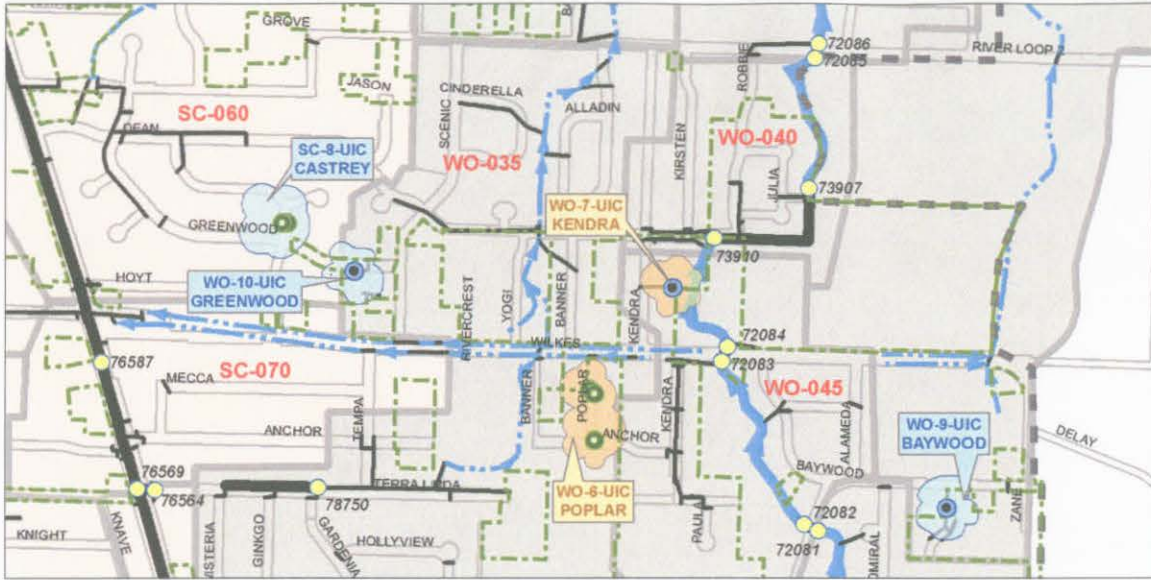 GROVE
ROBBIE
72086
72085
RIVER LOOP
JASON
CINDERELLA
SCENIC
ALLADIN
SC-060
DEAN
SC-8-UIC
CASTREY
WO-035
KIRSTEN
WO-040
JULIA
73907
WO-7-UIC
KENDRA
GREENWOOD
73910
HOYT
WO-10-UIC
GREENWOOD
RIVERCREST
YOGI
BANNER
KENDRA
WILKES
72084
72083
76587
SC-070
MECCA
BANNER
POPLAR
KENDRA
WO-045
ALAMEDA
WO-9-UIC
BAYWOOD
DELAY
ANCHOR
TEMPA
ANCHOR
BAYWOOD
76569
76564
TERRA LINDA
78750
WO-6-UIC
POPLAR
PAULA
ZANE
72082
72081
KNIGHT
KNAVE
GINKGO
GARDENIA
HOLLYVIEW